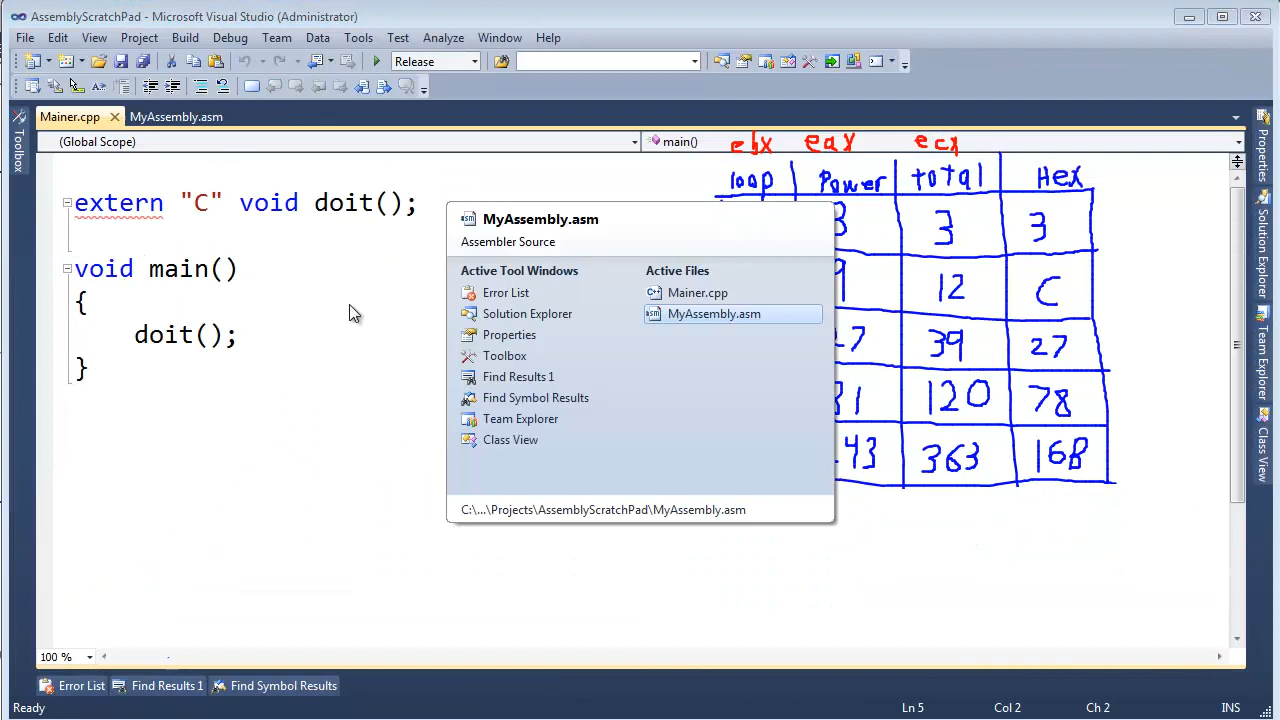 AssemblyScratchPad - Microsoft Visual Studio (Administrator)
File Edit View Project Build Debug Team Data Tools Test Analyze Window Help
Release
Mainer.cpp MyAssembly.asm
(Global Scope) main()
ebx eax ecx
loop Power total Hex
extern "C" void doit();
void main()
{
doit();
}
MyAssembly.asm
Assembler Source
Active Tool Windows
Error List
Solution Explorer
Properties
Toolbox
Find Results 1
Find Symbol Results
Team Explorer
Class View
Active Files
Mainer.cpp
MyAssembly.asm
C:\...\Projects\AssemblyScratchPad\MyAssembly.asm
3 3
12 C
39 27
120 78
43 363 16B
Toolbox
Properties
Solution Explorer
Team Explorer
Class View
100 %
Error List Find Results 1 Find Symbol Results
Ready Ln 5 Col 2 Ch 2 INS